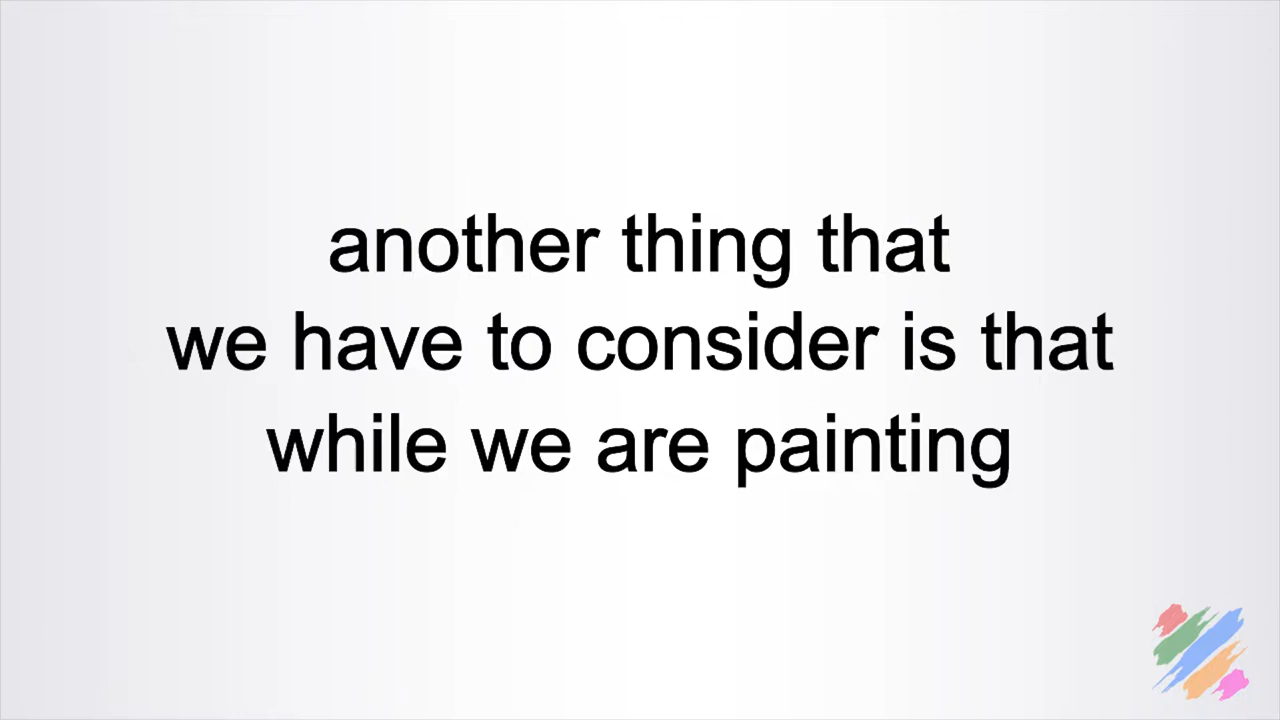 another thing that
we have to consider is that
while we are painting